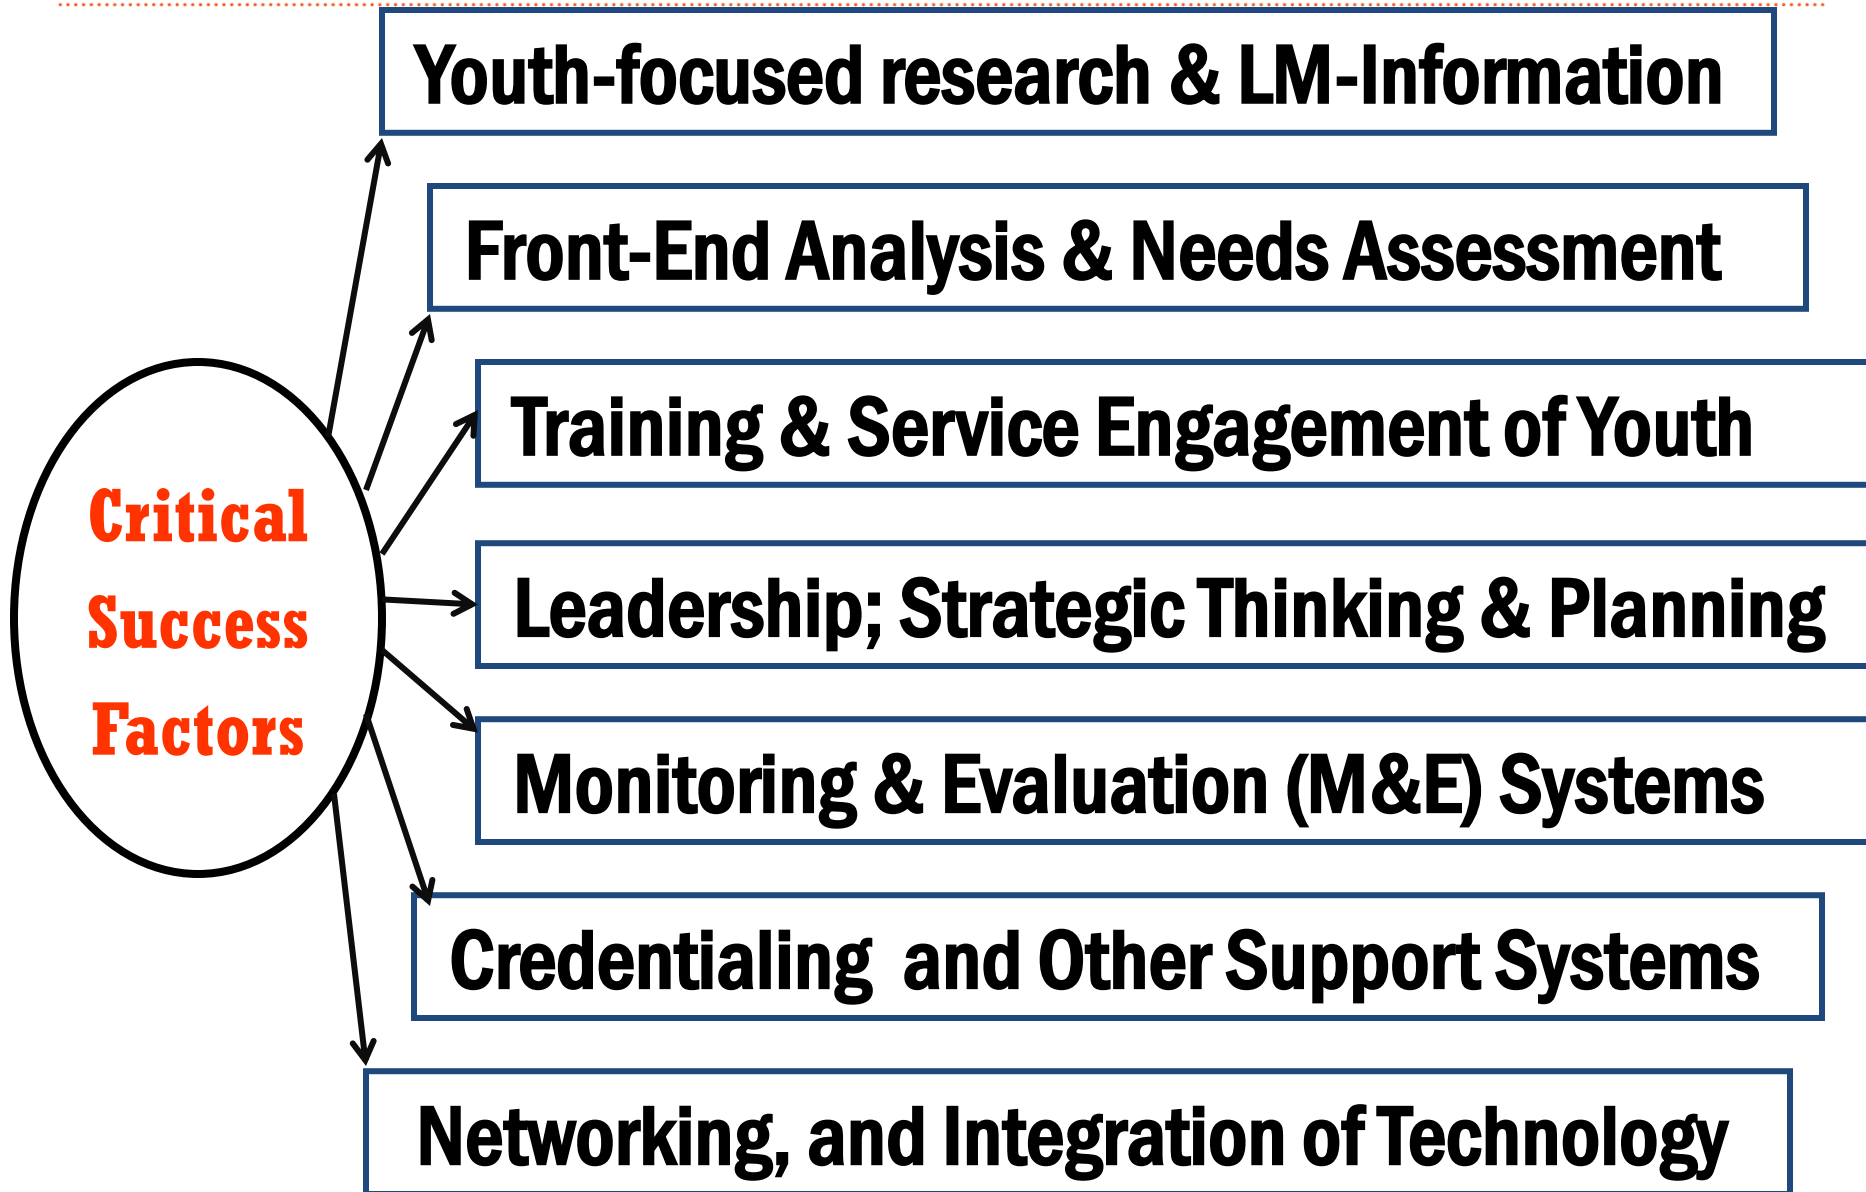 Youth-focused research & LM-Information
Front-End Analysis & Needs Assessment
Training & Service Engagement of Youth
Critical
Success
Factors
Leadership; Strategic Thinking & Planning
Monitoring & Evaluation (M&E) Systems
Credentialing  and Other Support Systems
Networking, and Integration of Technology